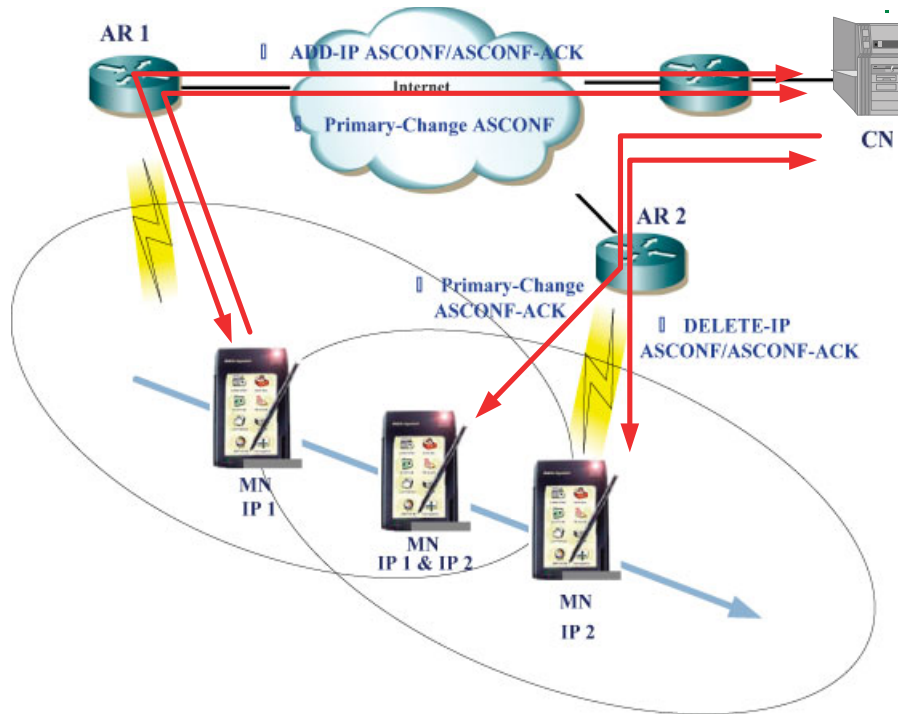 AR 1
ADD-IP ASCONF/ASCONF-ACK
Internet
Primary-Change ASCONF
CN
AR 2
Primary-Change
ASCONF-ACK
DELETE-IP
ASCONF/ASCONF-ACK
MN
IP 1
MN
IP 1 & IP 2
MN
IP 2